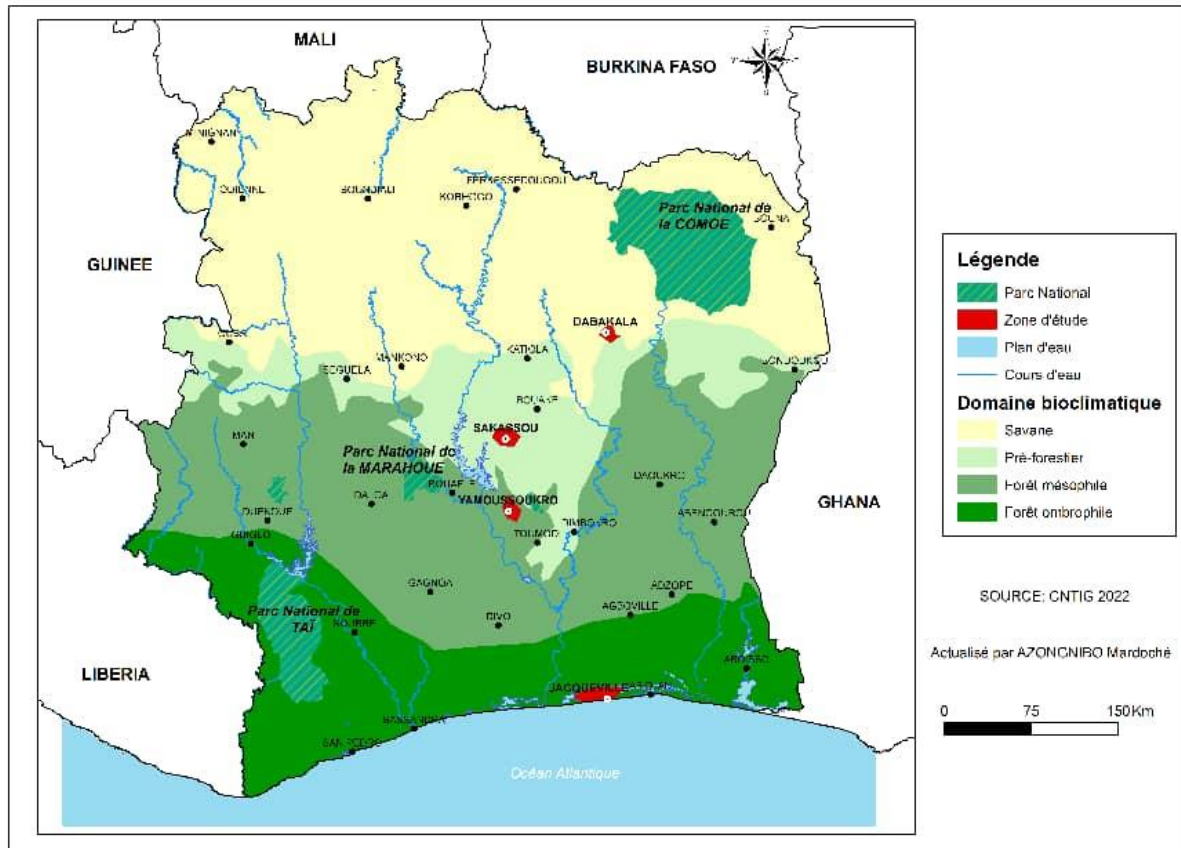 MALI
BURKINA FASO
MINIGNAN
ODIENNE
BOUNDIALI
KORHOGO
FERKESSEDOUGOU
Parc National de
la COMOE
BOUNA
GUINEE
DABAKALA
KATIOLA
MANKONO
SEGUELA
BONDOUKOU
BOUAKE
SAKASSOU
MAN
Parc National de
la MARAHOUE
DAOUKRO
GHANA
DALOA
YAMOUSSOUKRO
DUEKOUE
ABENGOUROU
DIMBOKRO
TOUMODI
GUIGLO
GAGNOA
ADZOPE
Parc National de
TAÏ
DIVO
AGBOVILLE
ABOISSO
LIBERIA
JACQUEVILLE
SASSANDRA
SAN PEDRO
Océan Atlantique
Légende
Parc National
Zone d'étude
Plan d'eau
Cours d'eau
Domaine bioclimatique
Savane
Pré-forestier
Forêt mésophile
Forêt ombrophile
SOURCE: CNTIG 2022
Actualisé par AZONGNIBO Mardoché
0 75 150Km